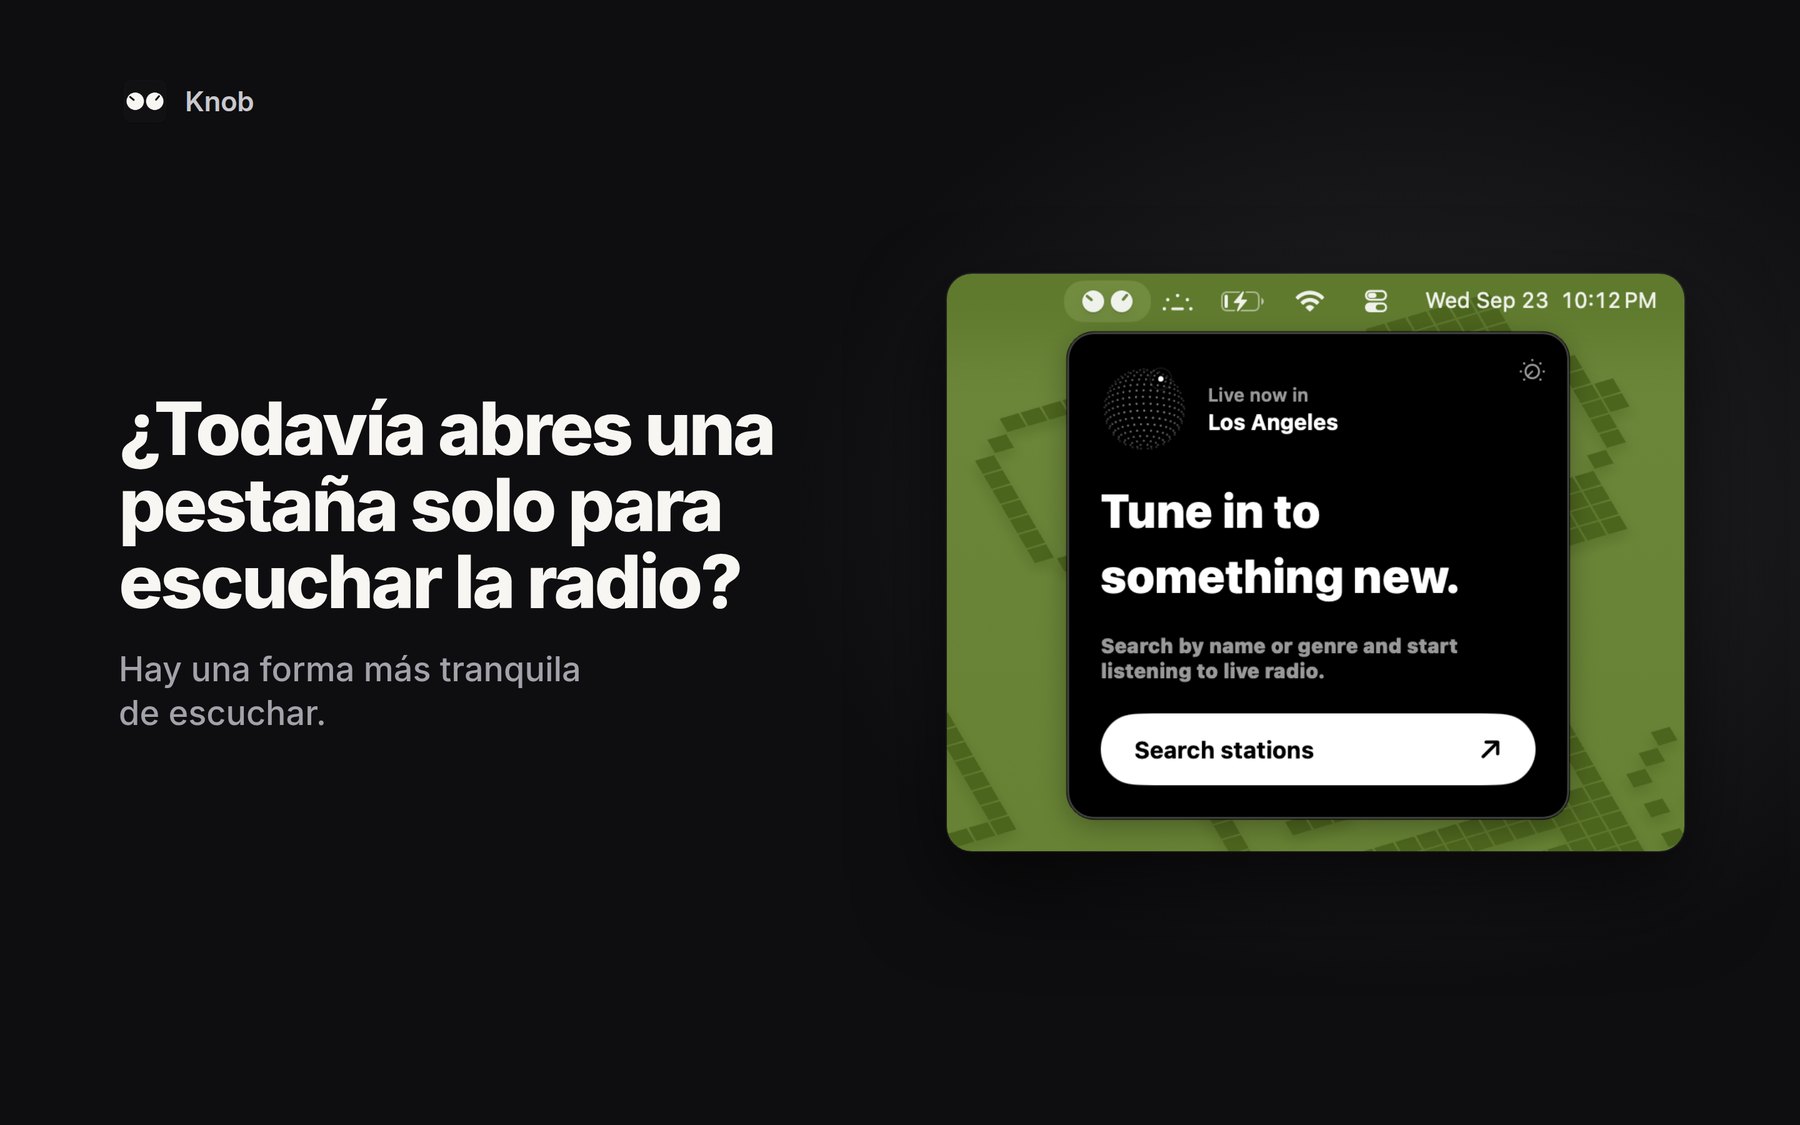 Knob
¿Todavía abres una
pestaña solo para
escuchar la radio?
Hay una forma más tranquila
de escuchar.
Wed Sep 23 10:12 PM
Live now in
Los Angeles
Tune in to
something new.
Search by name or genre and start
listening to live radio.
Search stations